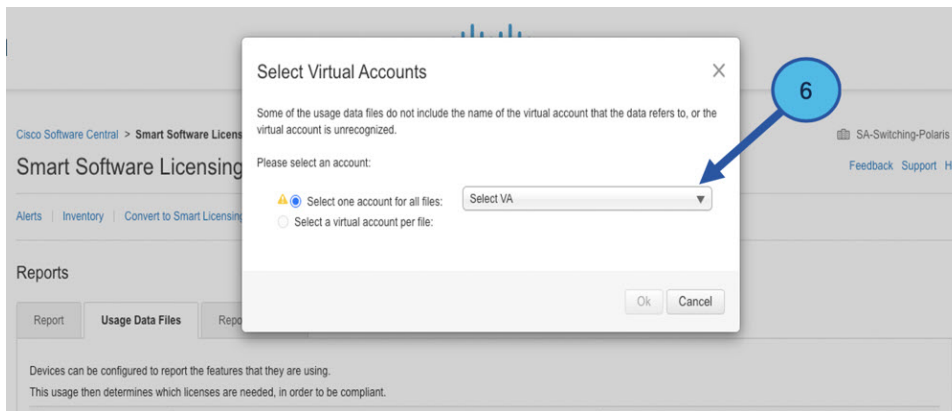 Select Virtual Accounts
6
Some of the usage data files do not include the name of the virtual account that the data refers to, or the
virtual account is unrecognized.
Cisco Software Central > Smart Software Licens
SA-Switching-Polaris
Please select an account:
Smart Software Licensing
Feedback Support H
Select one account for all files: Select VA
Select a virtual account per file:
Alerts | Inventory | Convert to Smart Licensing
Reports
Ok Cancel
Report Usage Data Files Repo
Devices can be configured to report the features that they are using.
This usage then determines which licenses are needed, in order to be compliant.